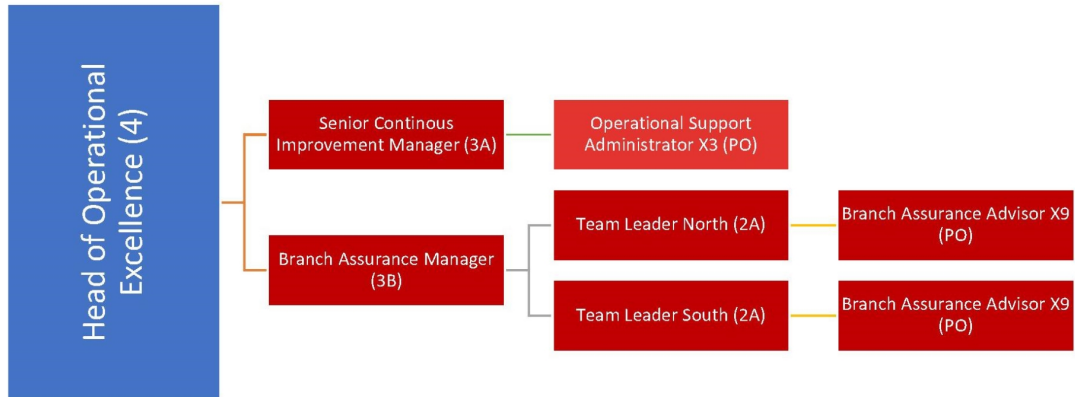 Head of Operational
Excellence (4)
Senior Continous
Improvement Manager (3A)
Operational Support
Administrator X3 (PO)
Branch Assurance Manager
(3B)
Team Leader North (2A)
Branch Assurance Advisor X9
(PO)
Team Leader South (2A)
Branch Assurance Advisor X9
(PO)